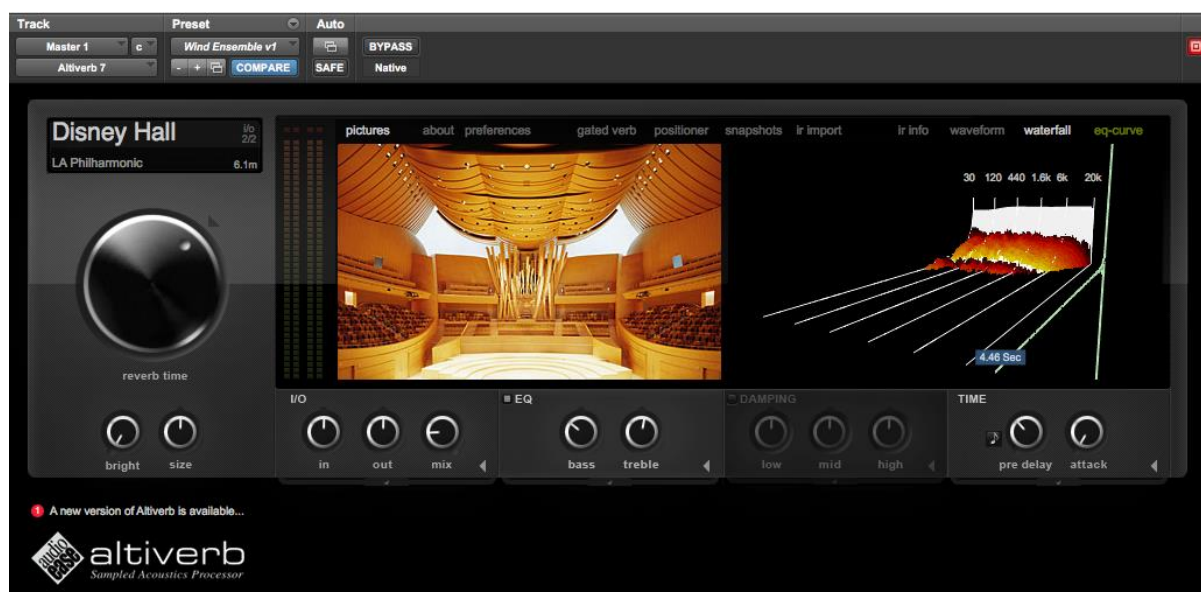 Track Preset Auto
Master 1 c Wind Ensemble v1 BYPASS
Altiverb 7 - + COMPARE SAFE Native
Disney Hall i/o 2/2
LA Philharmonic 6.1m
pictures about preferences gated verb positioner snapshots ir import ir info waveform waterfall eq-curve
30 120 440 1.6k 6k 20k
4.46 Sec
reverb time
bright size
I/O EQ DAMPING TIME
in out mix bass treble low mid high pre delay attack
1 A new version of Altiverb is available...
audio ease altiverb
Sampled Acoustics Processor